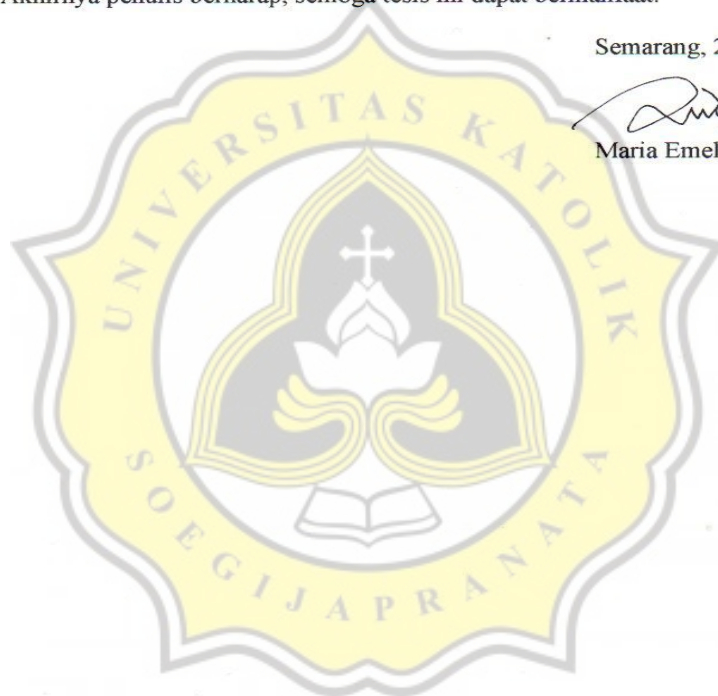 Akhirnya penulis berharap, semoga tesis ini dapat bermanfaat.
Semarang, 2
Maria Emel
UNIVERSITAS KATOLIK
SOEGIJAPRANATA